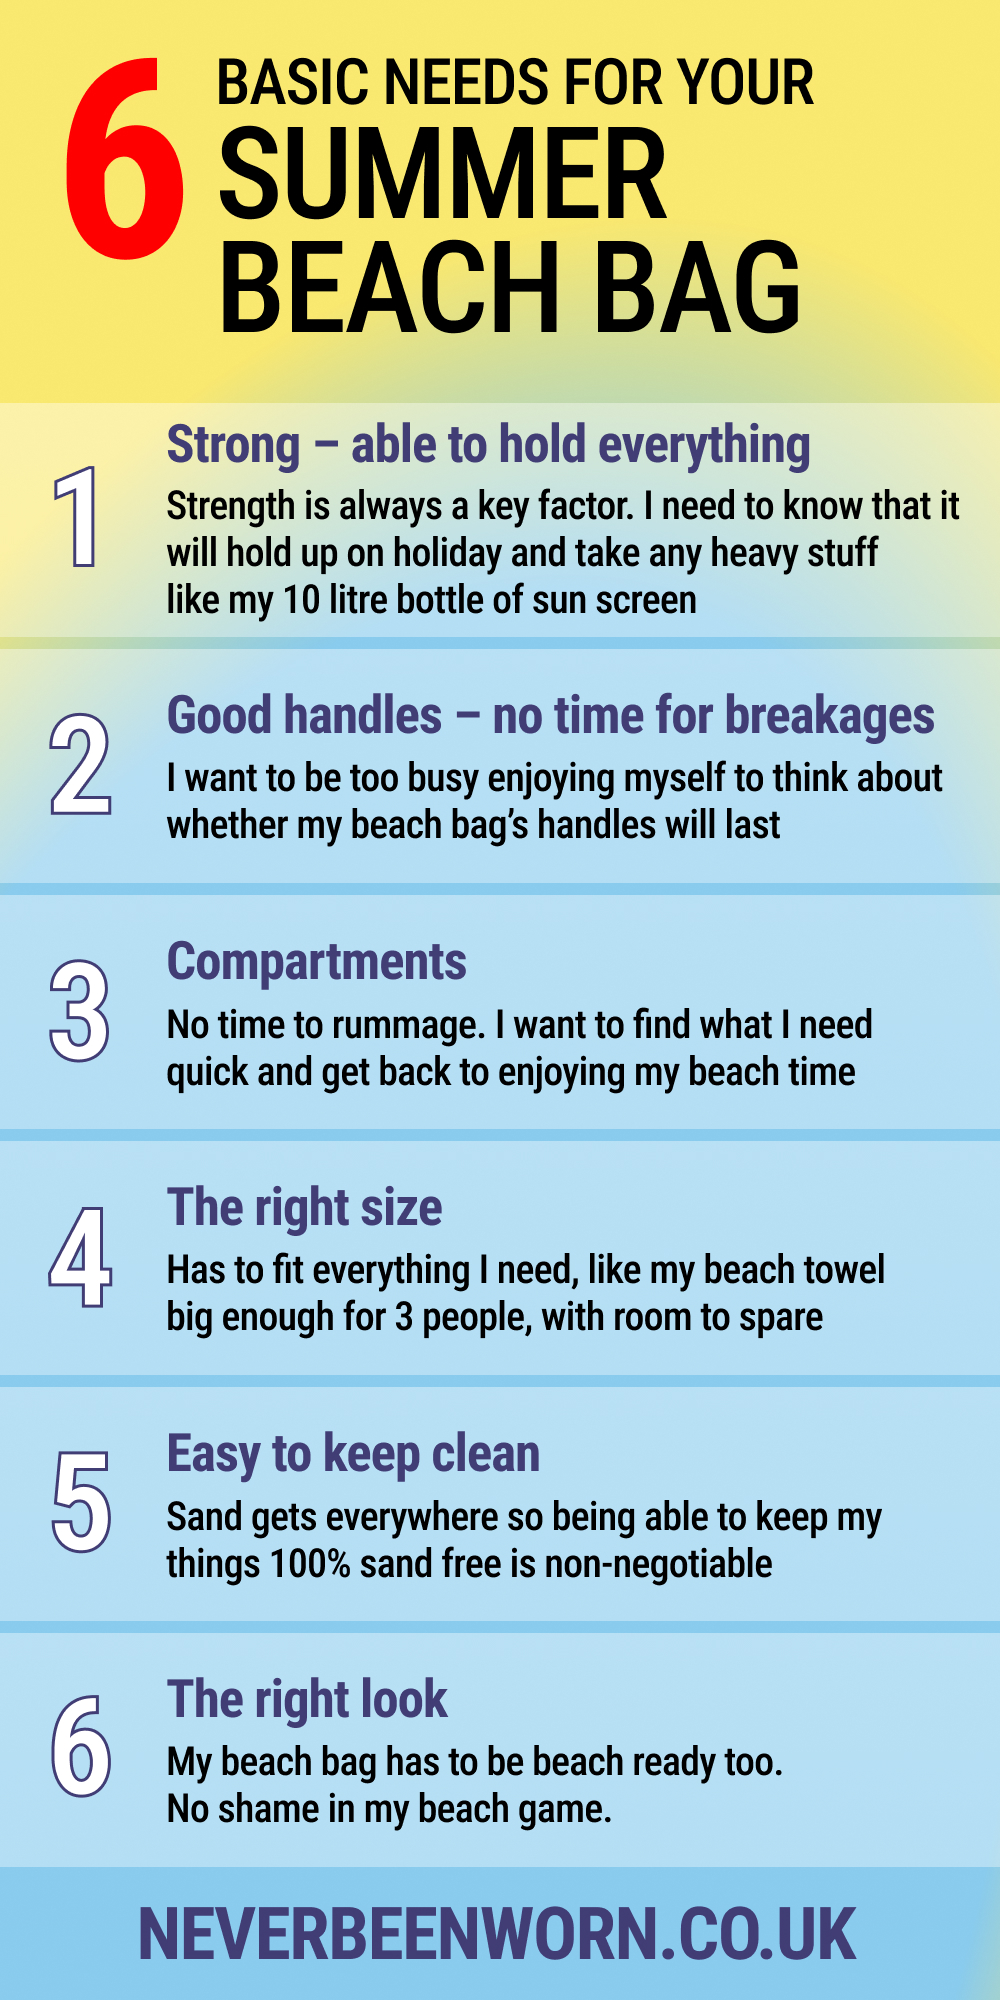 6
BASIC NEEDS FOR YOUR
SUMMER
BEACH BAG
1
Strong – able to hold everything
Strength is always a key factor. I need to know that it
will hold up on holiday and take any heavy stuff
like my 10 litre bottle of sun screen
2
Good handles – no time for breakages
I want to be too busy enjoying myself to think about
whether my beach bag’s handles will last
3
Compartments
No time to rummage. I want to find what I need
quick and get back to enjoying my beach time
4
The right size
Has to fit everything I need, like my beach towel
big enough for 3 people, with room to spare
5
Easy to keep clean
Sand gets everywhere so being able to keep my
things 100% sand free is non-negotiable
6
The right look
My beach bag has to be beach ready too.
No shame in my beach game.
NEVERBEENWORN.CO.UK